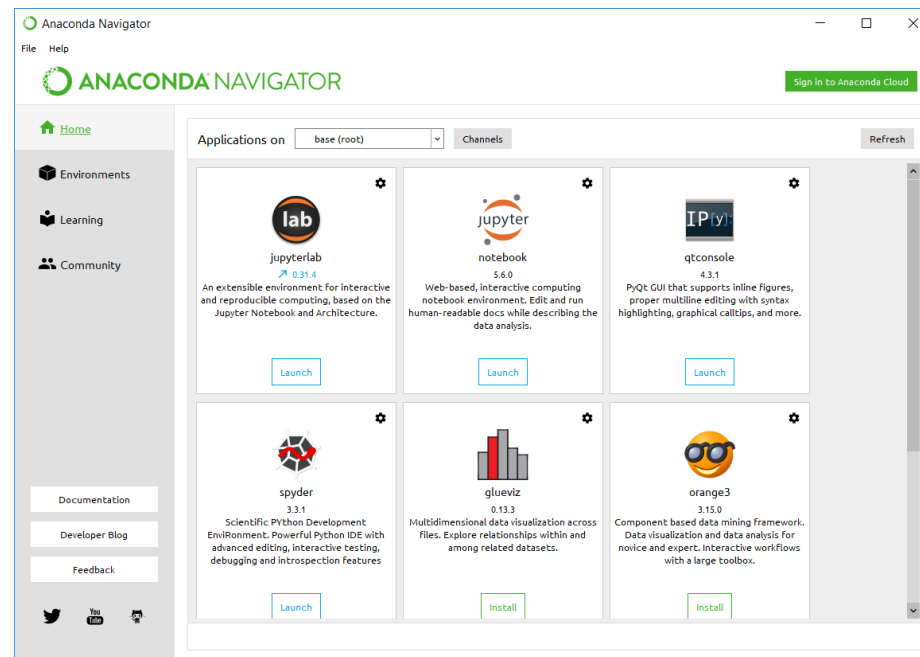 Anaconda Navigator
File Help
ANACONDA NAVIGATOR
Sign in to Anaconda Cloud
Home
Environments
Learning
Community
Documentation
Developer Blog
Feedback
You
Tube
Applications on base (root) Channels Refresh
lab
jupyterlab
0.31.4
An extensible environment for interactive
and reproducible computing, based on the
Jupyter Notebook and Architecture.
Launch
jupyter
notebook
5.6.0
Web-based, interactive computing
notebook environment. Edit and run
human-readable docs while describing the
data analysis.
Launch
IP[y]:
qtconsole
4.3.1
PyQt GUI that supports inline figures,
proper multiline editing with syntax
highlighting, graphical calltips, and more.
Launch
spyder
3.3.1
Scientific PYthon Development
EnviRonment. Powerful Python IDE with
advanced editing, interactive testing,
debugging and introspection features
Launch
glueviz
0.13.3
Multidimensional data visualization across
files. Explore relationships within and
among related datasets.
Install
orange3
3.15.0
Component based data mining framework.
Data visualization and data analysis for
novice and expert. Interactive workflows
with a large toolbox.
Install